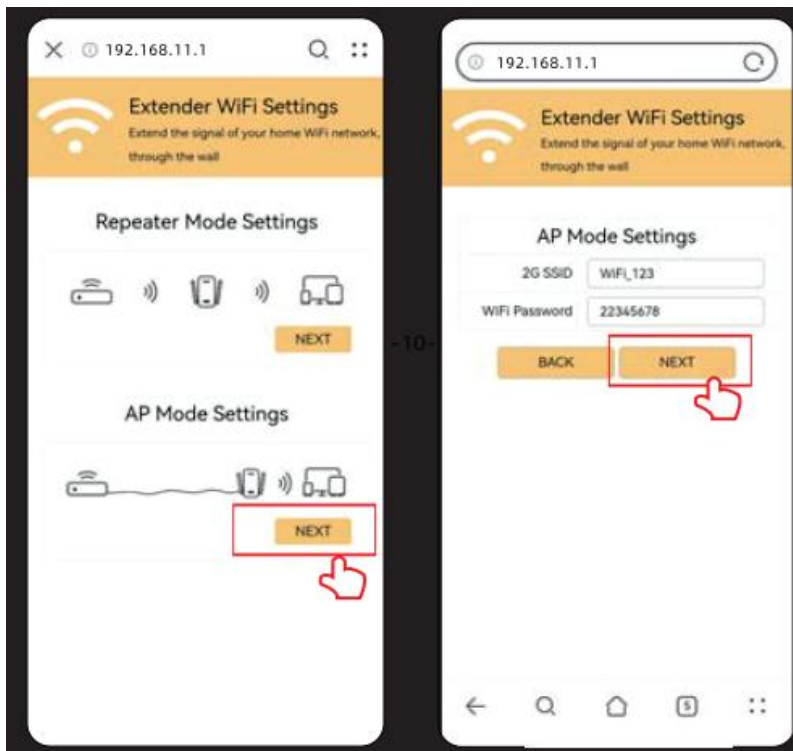 192.168.11.1
Extender WiFi Settings
Extend the signal of your home WiFi network,
through the wall
Repeater Mode Settings
NEXT
AP Mode Settings
NEXT
-10-
192.168.11.1
Extender WiFi Settings
Extend the signal of your home WiFi network,
through the wall
AP Mode Settings
2G SSID WiFi_123
WiFi Password 22345678
BACK NEXT
5